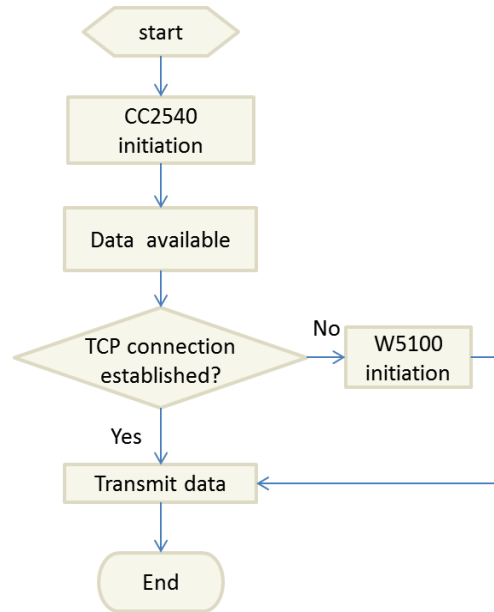 start
CC2540
initiation
Data available
TCP connection
established?
No
W5100
initiation
Yes
Transmit data
End